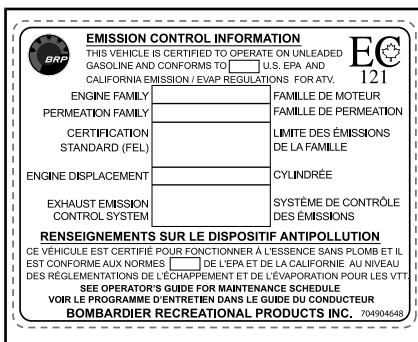 BRP
EMISSION CONTROL INFORMATION
THIS VEHICLE IS CERTIFIED TO OPERATE ON UNLEADED
GASOLINE AND CONFORMS TO U.S. EPA AND
CALIFORNIA EMISSION / EVAP REGULATIONS FOR ATV.
EC
121
ENGINE FAMILY FAMILLE DE MOTEUR
PERMEATION FAMILY FAMILLE DE PERMEATION
CERTIFICATION LIMITE DES ÉMISSIONS
STANDARD (FEL) DE LA FAMILLE
ENGINE DISPLACEMENT CYLINDRÉE
EXHAUST EMISSION SYSTÈME DE CONTRÔLE
CONTROL SYSTEM DES ÉMISSIONS
RENSEIGNEMENTS SUR LE DISPOSITIF ANTIPOLLUTION
CE VÉHICULE EST CERTIFIÉ POUR FONCTIONNER À L'ESSENCE SANS PLOMB ET IL
EST CONFORME AUX NORMES DE L'EPA ET DE LA CALIFORNIE AU NIVEAU
DES RÉGLEMENTATIONS DE L'ÉCHAPPEMENT ET DE L'ÉVAPORATION POUR LES VTT.
SEE OPERATOR'S GUIDE FOR MAINTENANCE SCHEDULE
VOIR LE PROGRAMME D'ENTRETIEN DANS LE GUIDE DU CONDUCTEUR
BOMBARDIER RECREATIONAL PRODUCTS INC. 704904648